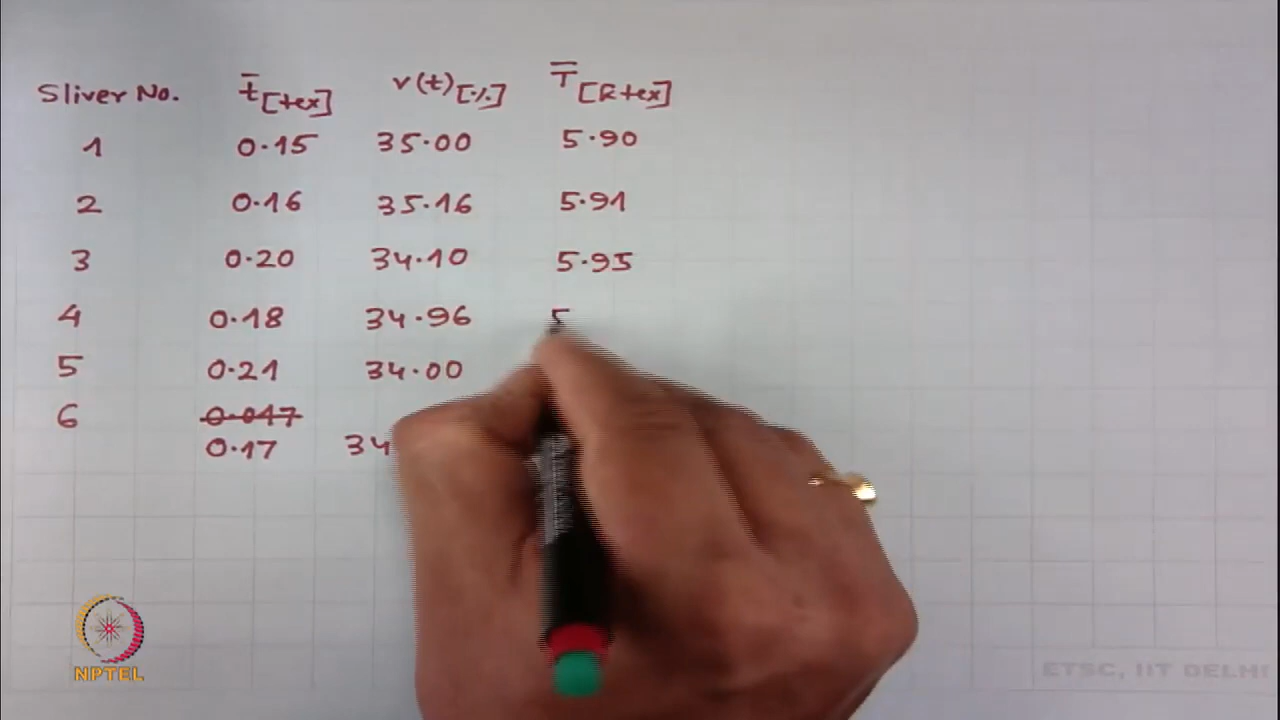 Sliver No. t̄[tex] v(t)[%] T̄[ktex]
1 0.15 35.00 5.90
2 0.16 35.16 5.91
3 0.20 34.10 5.95
4 0.18 34.96 5
5 0.21 34.00
6 0.047
0.17 34
NPTEL
ETSC, IIT DELHI